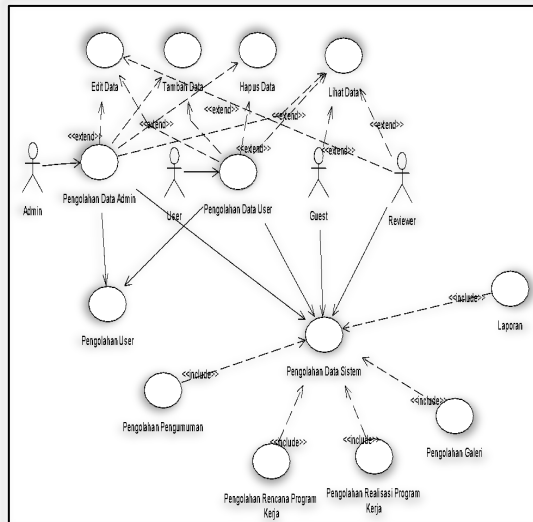 Edit Data
Tambah Data
Hapus Data
Lihat Data
<<extend>>
<<extend>>
<<extend>>
<<extend>>
<<extend>>
<<extend>>
<<extend>>
<<extend>>
Admin
Pengolahan Data Admin
User
Pengolahan Data User
Guest
Reviewer
Pengolahan User
<<include>>
Laporan
Pengolahan Data Sistem
<<include>>
Pengolahan Pengumuman
<<include>>
Pengolahan Galeri
<<include>>
<<include>>
Pengolahan Rencana Program
Kerja
Pengolahan Realisasi Program
Kerja